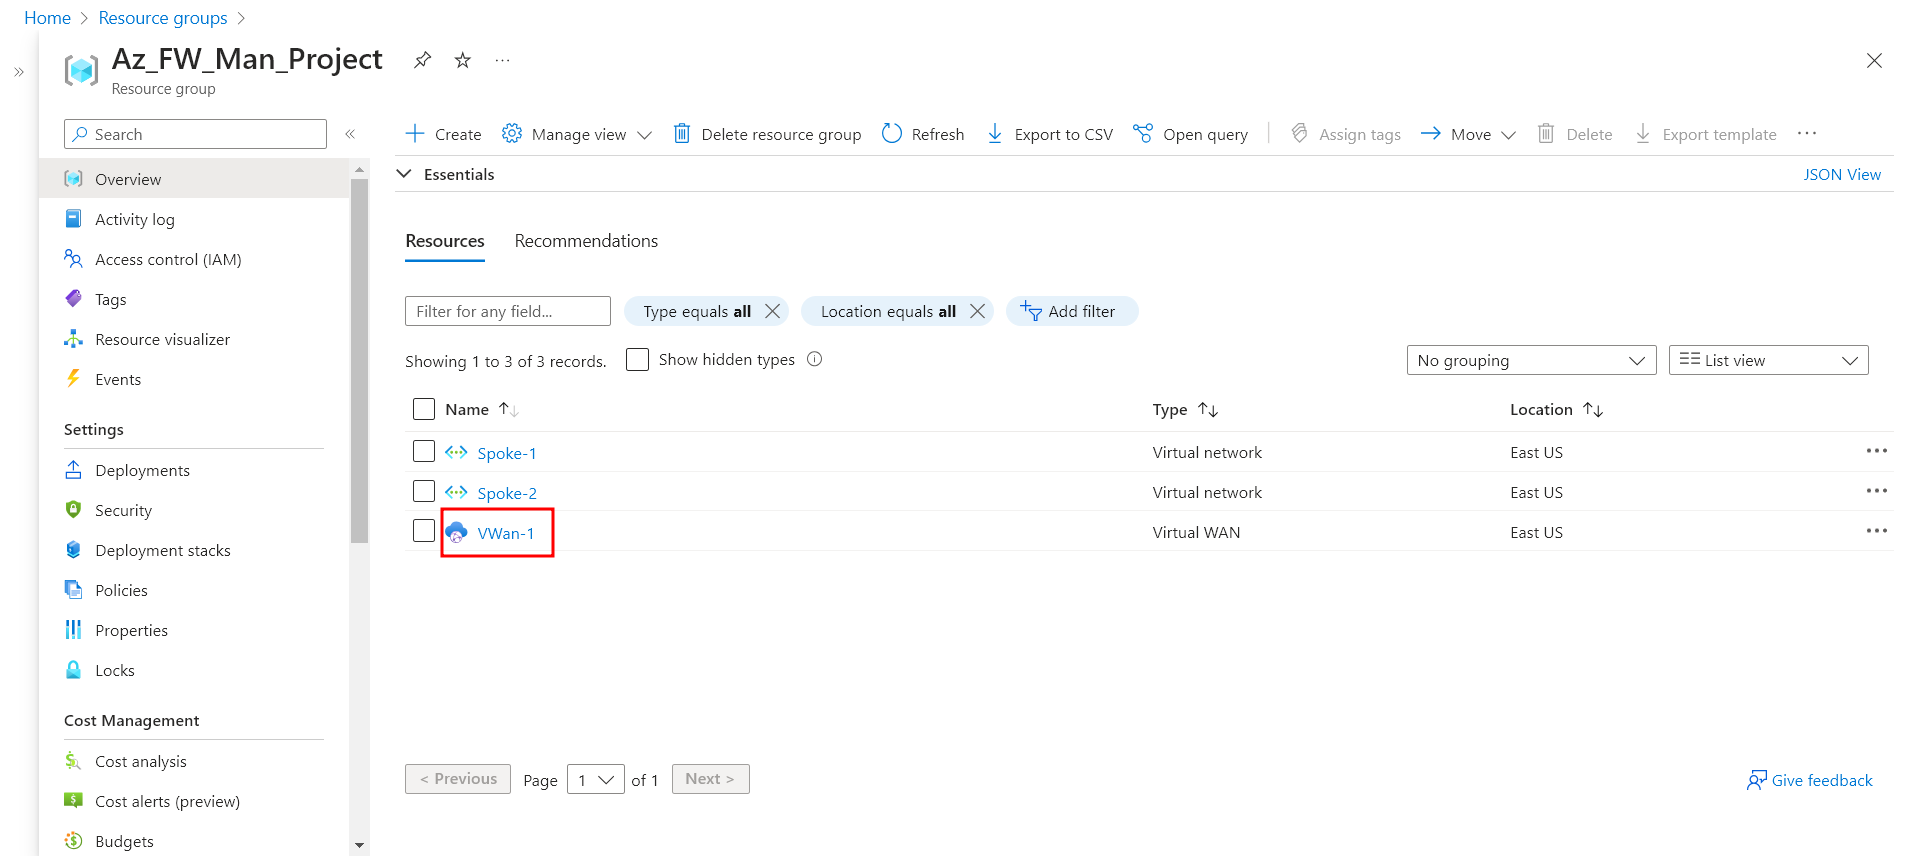 Home > Resource groups >
Az_FW_Man_Project
Resource group
Search
Overview
Activity log
Access control (IAM)
Tags
Resource visualizer
Events
Settings
Deployments
Security
Deployment stacks
Policies
Properties
Locks
Cost Management
Cost analysis
Cost alerts (preview)
Budgets
Create Manage view Delete resource group Refresh Export to CSV Open query Assign tags Move Delete Export template
Essentials JSON View
Resources Recommendations
Filter for any field... Type equals all Location equals all Add filter
Showing 1 to 3 of 3 records. Show hidden types No grouping List view
Name Type Location
Spoke-1 Virtual network East US
Spoke-2 Virtual network East US
VWan-1 Virtual WAN East US
< Previous Page 1 of 1 Next > Give feedback